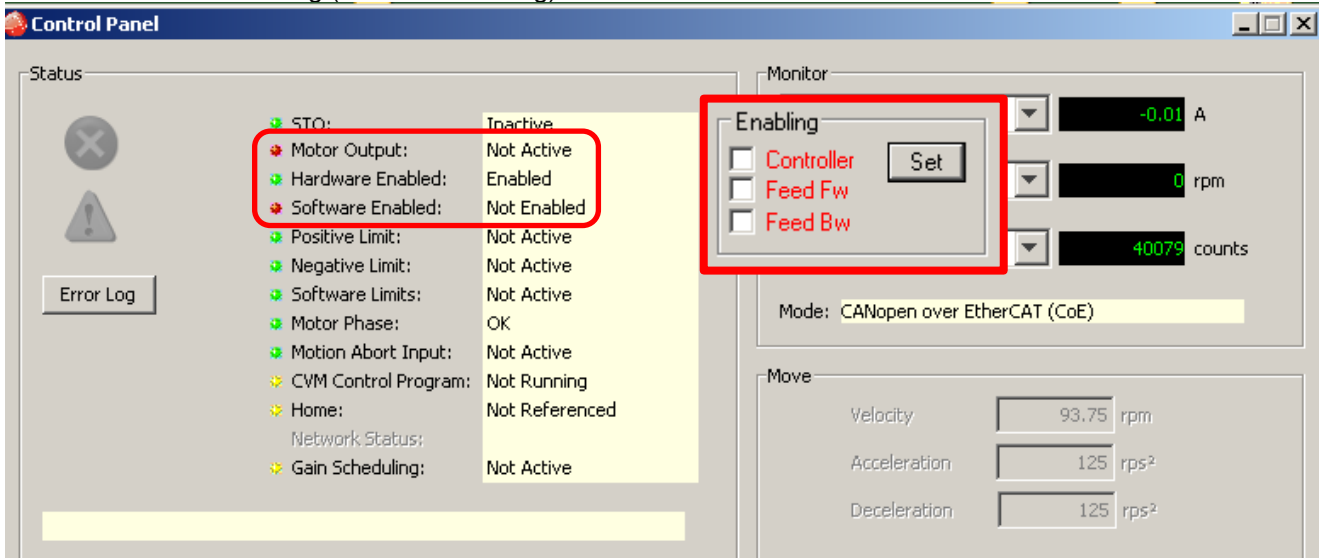 Control Panel
Status
STO: Inactive
Motor Output: Not Active
Hardware Enabled: Enabled
Software Enabled: Not Enabled
Positive Limit: Not Active
Negative Limit: Not Active
Software Limits: Not Active
Motor Phase: OK
Motion Abort Input: Not Active
CVM Control Program: Not Running
Home: Not Referenced
Network Status:
Gain Scheduling: Not Active
Error Log
Monitor
-0.01 A
0 rpm
40079 counts
Enabling
Controller
Set
Feed Fw
Feed Bw
Mode: CANopen over EtherCAT (CoE)
Move
Velocity 93.75 rpm
Acceleration 125 rps²
Deceleration 125 rps²